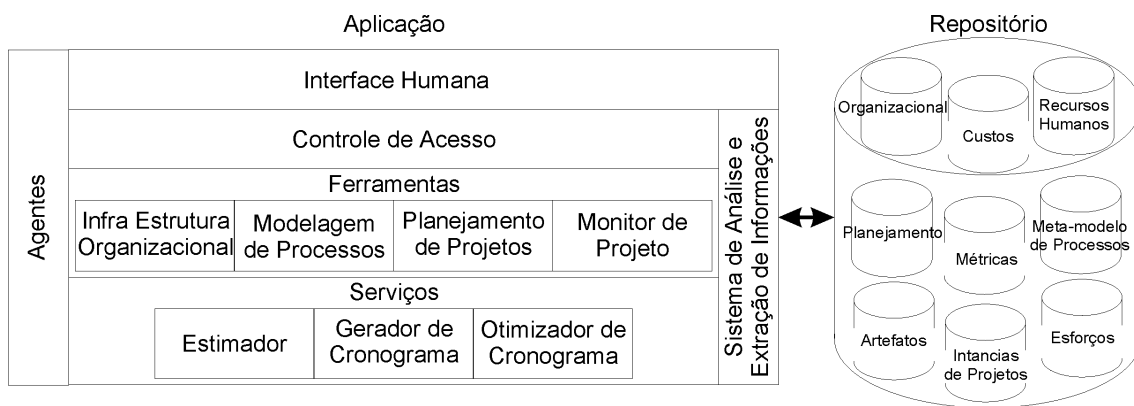 Aplicação
Agentes
Interface Humana
Controle de Acesso
Ferramentas
Infra Estrutura
Organizacional
Modelagem
de Processos
Planejamento
de Projetos
Monitor de
Projeto
Serviços
Estimador
Gerador de
Cronograma
Otimizador de
Cronograma
Sistema de Análise e
Extração de Informações
Repositório
Organizacional
Custos
Recursos
Humanos
Planejamento
Métricas
Meta-modelo
de Processos
Artefatos
Intancias
de Projetos
Esforços